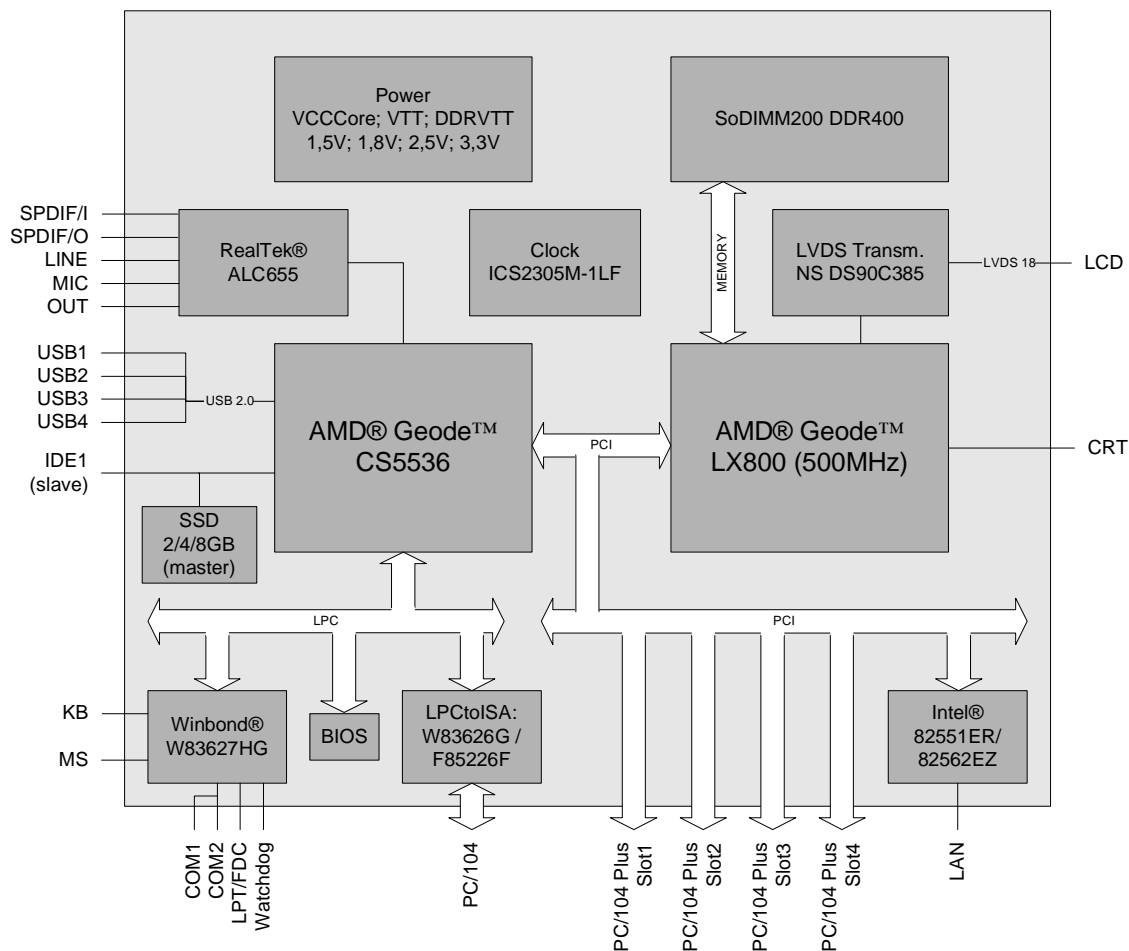 Power
VCCCore; VTT; DDRVTT
1,5V; 1,8V; 2,5V; 3,3V
SoDIMM200 DDR400
SPDIF/I
SPDIF/O
LINE
MIC
OUT
RealTek®
ALC655
Clock
ICS2305M-1LF
MEMORY
LVDS Transm.
NS DS90C385
LVDS 18
LCD
USB1
USB2
USB3
USB4
USB 2.0
AMD® Geode™
CS5536
PCI
AMD® Geode™
LX800 (500MHz)
CRT
IDE1
(slave)
SSD
2/4/8GB
(master)
LPC
PCI
KB
MS
Winbond®
W83627HG
BIOS
LPCtoISA:
W83626G /
F85226F
Intel®
82551ER/
82562EZ
COM1
COM2
LPT/FDC
Watchdog
PC/104
PC/104 Plus
Slot1
PC/104 Plus
Slot2
PC/104 Plus
Slot3
PC/104 Plus
Slot4
LAN